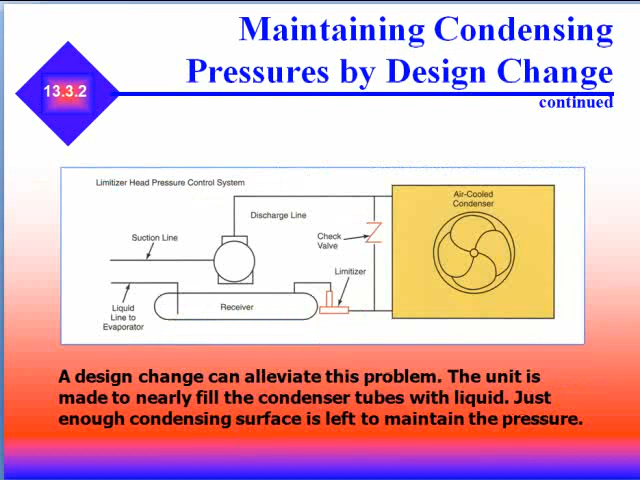 Maintaining Condensing
Pressures by Design Change
continued
13.3.2
Limitizer Head Pressure Control System
Air-Cooled
Condenser
Discharge Line
Suction Line
Check
Valve
Limitizer
Liquid
Line to
Evaporator
Receiver
A design change can alleviate this problem. The unit is
made to nearly fill the condenser tubes with liquid. Just
enough condensing surface is left to maintain the pressure.